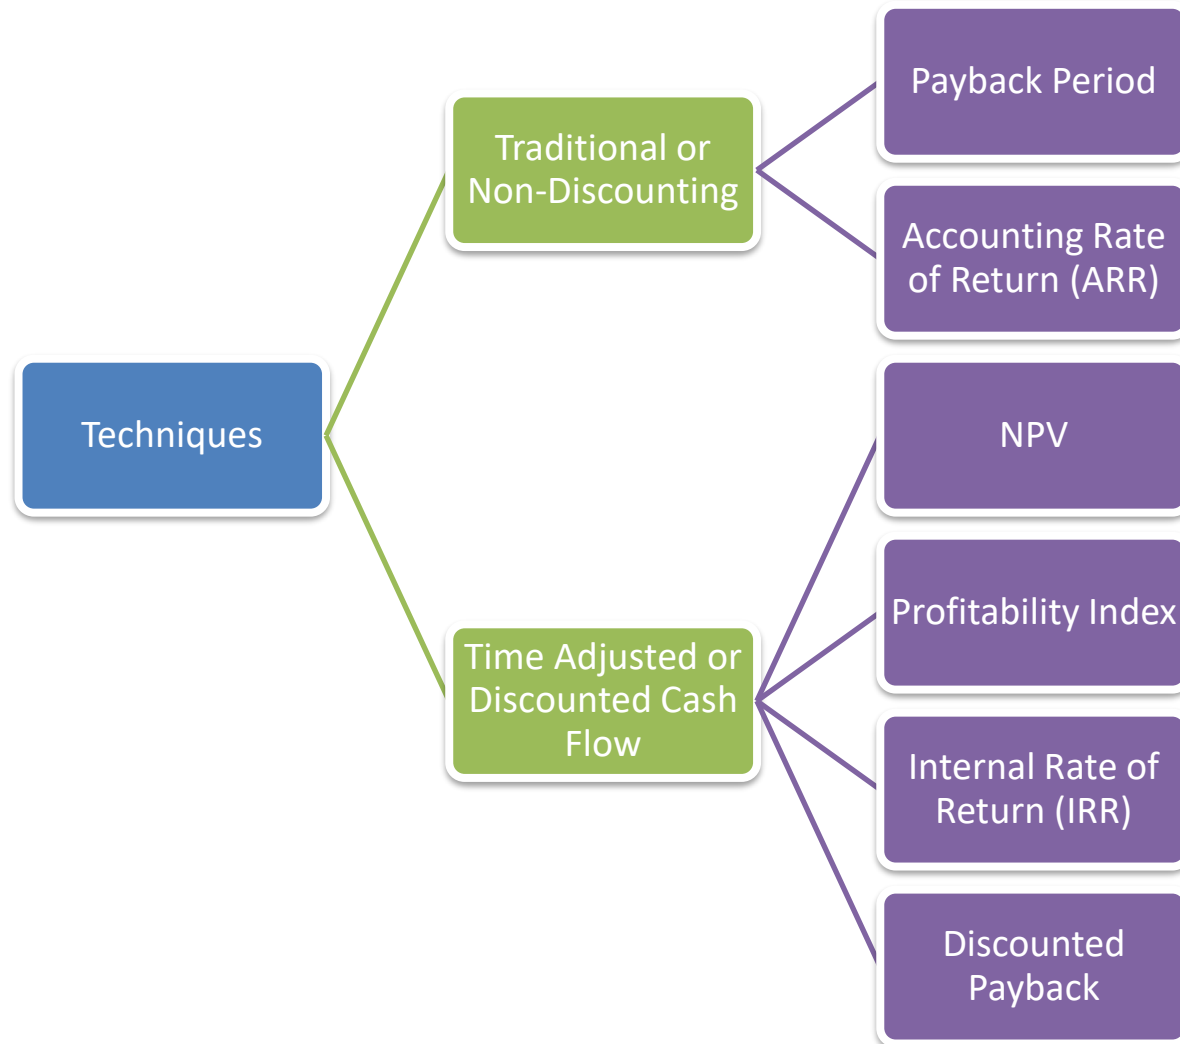 Techniques
Traditional or
Non-Discounting
Payback Period
Accounting Rate
of Return (ARR)
Time Adjusted or
Discounted Cash
Flow
NPV
Profitability Index
Internal Rate of
Return (IRR)
Discounted
Payback